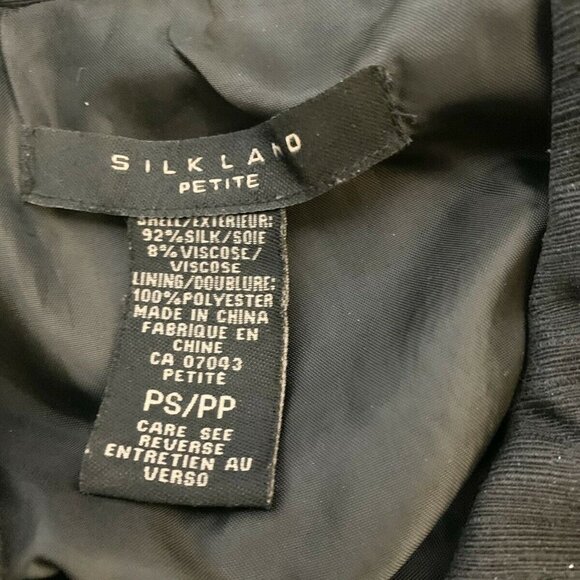 SILKLAND
PETITE
SHELL/EXTERIEUR:
92%SILK/SOIE
8%VISCOSE/
VISCOSE
LINING/DOUBLURE:
100%POLYESTER
MADE IN CHINA
FABRIQUE EN
CHINE
CA 07043
PETITE
PS/PP
CARE SEE
REVERSE
ENTRETIEN AU
VERSO